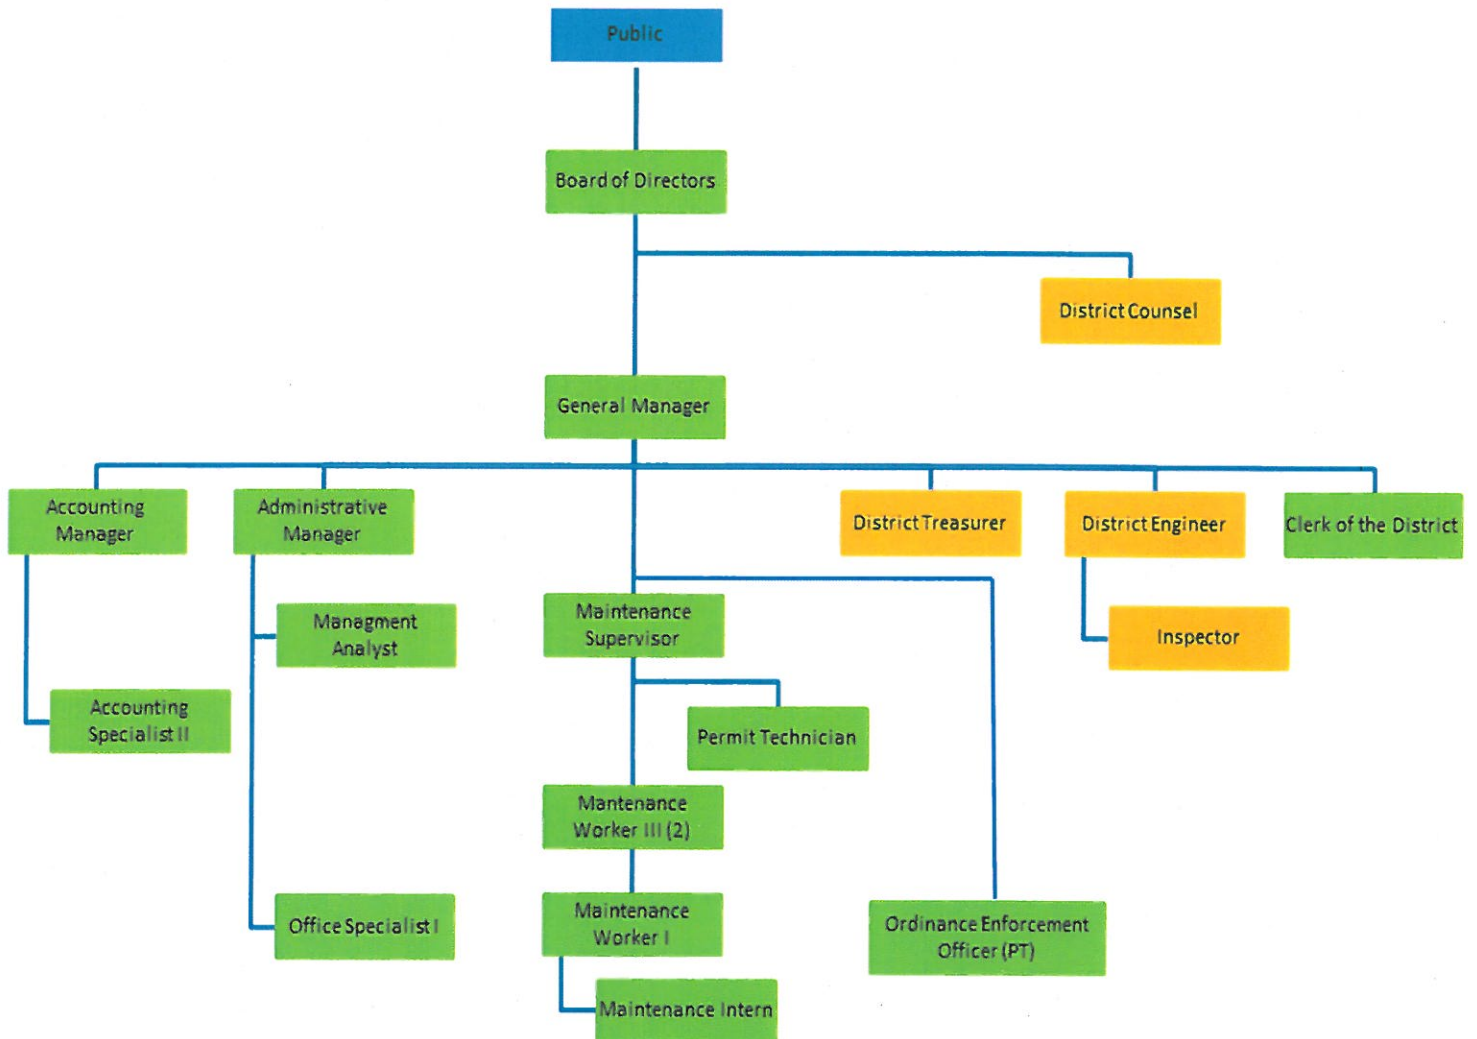 Public
Board of Directors
District Counsel
General Manager
Accounting
Manager
Administrative
Manager
District Treasurer
District Engineer
Clerk of the District
Managment
Analyst
Maintenance
Supervisor
Inspector
Accounting
Specialist II
Permit Technician
Mantenance
Worker III (2)
Office Specialist I
Maintenance
Worker I
Ordinance Enforcement
Officer (PT)
Maintenance Intern